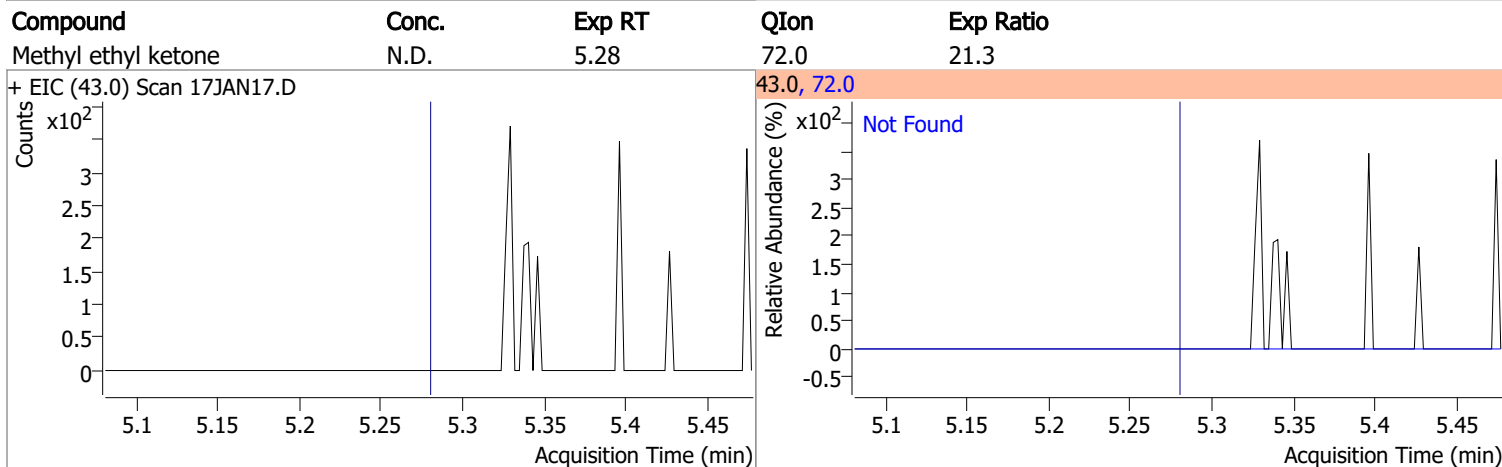 Compound Conc. Exp RT QIon Exp Ratio
Methyl ethyl ketone N.D. 5.28 72.0 21.3
+ EIC (43.0) Scan 17JAN17.D
Counts
x10²
3
2.5
2
1.5
1
0.5
0
5.1 5.15 5.2 5.25 5.3 5.35 5.4 5.45
Acquisition Time (min)
43.0, 72.0
Relative Abundance (%)
x10²
Not Found
3
2.5
2
1.5
1
0.5
0
-0.5
5.1 5.15 5.2 5.25 5.3 5.35 5.4 5.45
Acquisition Time (min)